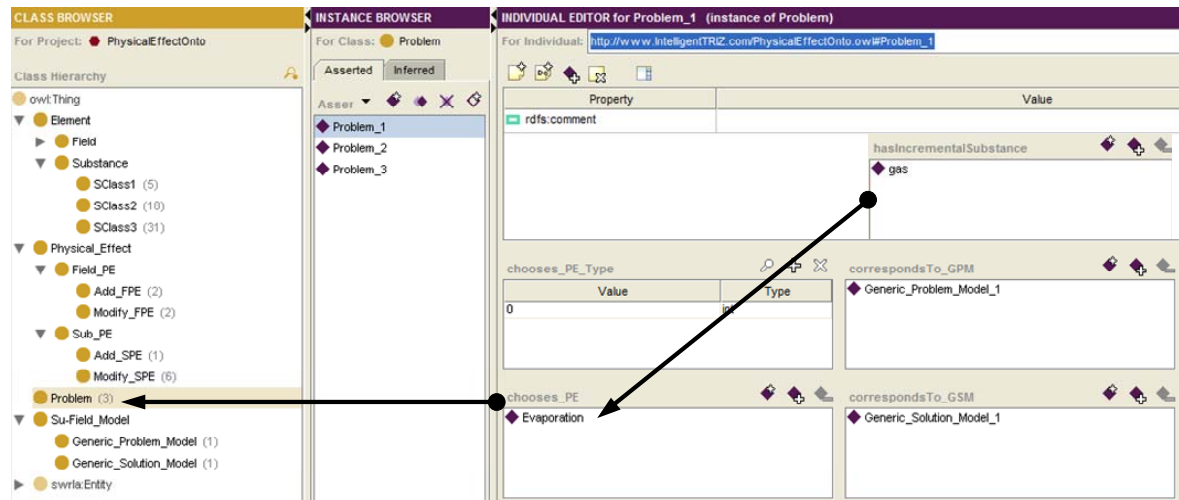 CLASS BROWSER
For Project: PhysicalEffectOnto
Class Hierarchy
owl:Thing
Element
Field
Substance
SClass1 (5)
SClass2 (10)
SClass3 (31)
Physical_Effect
Field_PE
Add_FPE (2)
Modify_FPE (2)
Sub_PE
Add_SPE (1)
Modify_SPE (6)
Problem (3)
Su-Field_Model
Generic_Problem_Model (1)
Generic_Solution_Model (1)
swrla:Entity
INSTANCE BROWSER
For Class: Problem
Asserted Inferred
Asser
Problem_1
Problem_2
Problem_3
INDIVIDUAL EDITOR for Problem_1 (instance of Problem)
For Individual: http://www.IntelligentTRIZ.com/PhysicalEffectOnto.owl#Problem_1
Property Value
rdfs:comment
hasIncrementalSubstance
gas
chooses_PE_Type
Value Type
0 int
correspondsTo_GPM
Generic_Problem_Model_1
chooses_PE
Evaporation
correspondsTo_GSM
Generic_Solution_Model_1